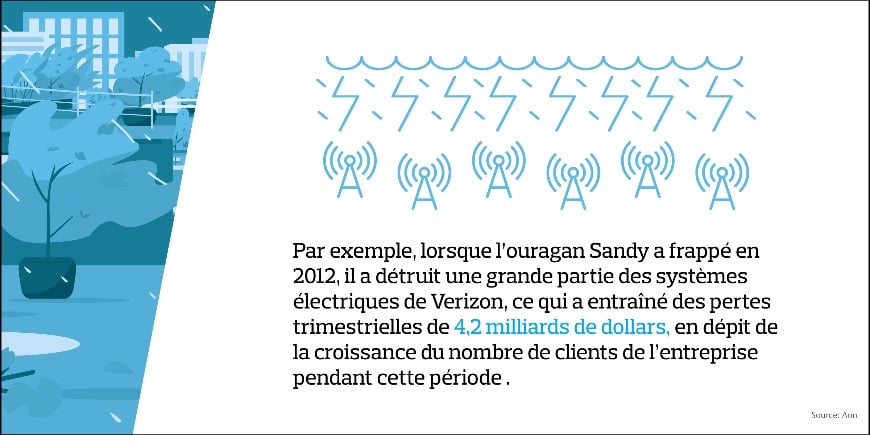 Par exemple, lorsque l’ouragan Sandy a frappé en
2012, il a détruit une grande partie des systèmes
électriques de Verizon, ce qui a entraîné des pertes
trimestrielles de 4,2 milliards de dollars, en dépit de
la croissance du nombre de clients de l’entreprise
pendant cette période .
Source: Aon